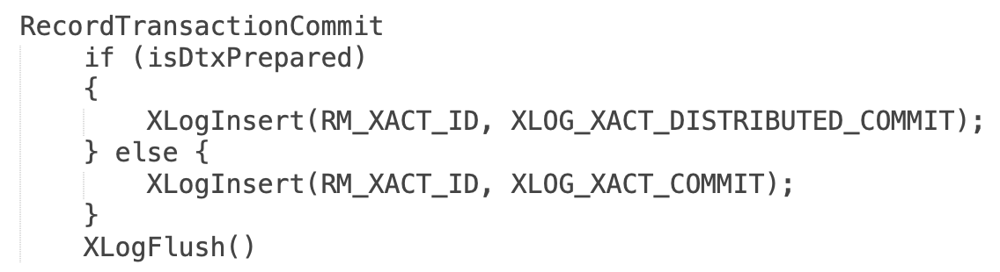 RecordTransactionCommit
    if (isDtxPrepared)
    {
        XLogInsert(RM_XACT_ID, XLOG_XACT_DISTRIBUTED_COMMIT);
    } else {
        XLogInsert(RM_XACT_ID, XLOG_XACT_COMMIT);
    }
    XLogFlush()